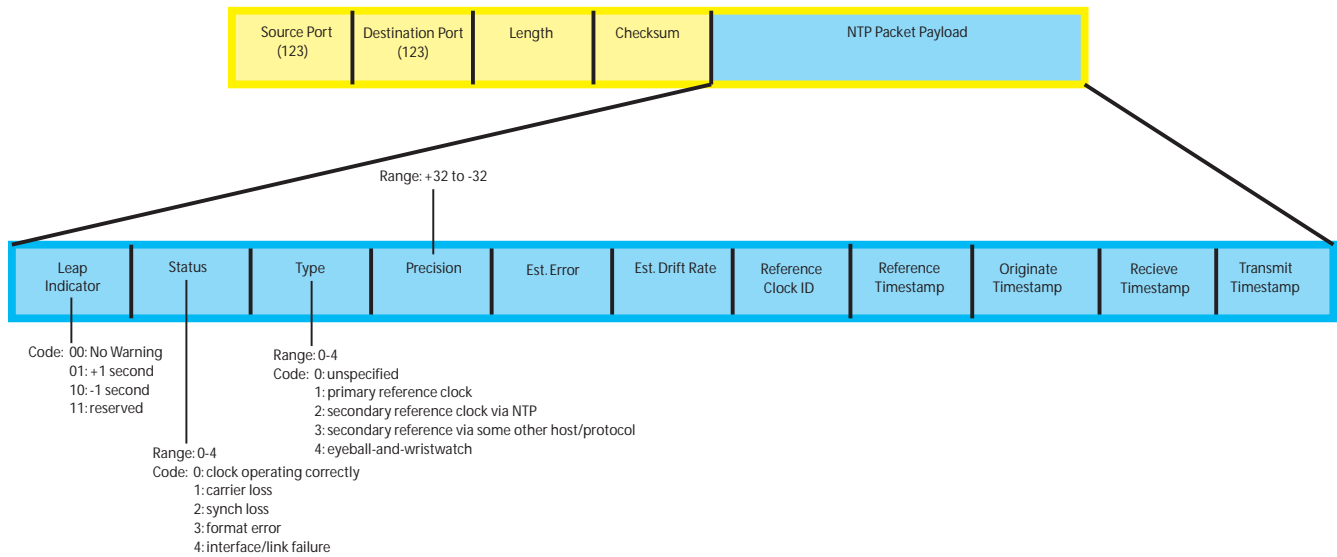 Source Port
(123)
Destination Port
(123)
Length
Checksum
NTP Packet Payload
Range: +32 to -32
Leap
Indicator
Status
Type
Precision
Est. Error
Est. Drift Rate
Reference
Clock ID
Reference
Timestamp
Originate
Timestamp
Recieve
Timestamp
Transmit
Timestamp
Code: 00: No Warning
01: +1 second
10: -1 second
11: reserved
Range: 0-4
Code: 0: unspecified
1: primary reference clock
2: secondary reference clock via NTP
3: secondary reference via some other host/protocol
4: eyeball-and-wristwatch
Range: 0-4
Code: 0: clock operating correctly
1: carrier loss
2: synch loss
3: format error
4: interface/link failure